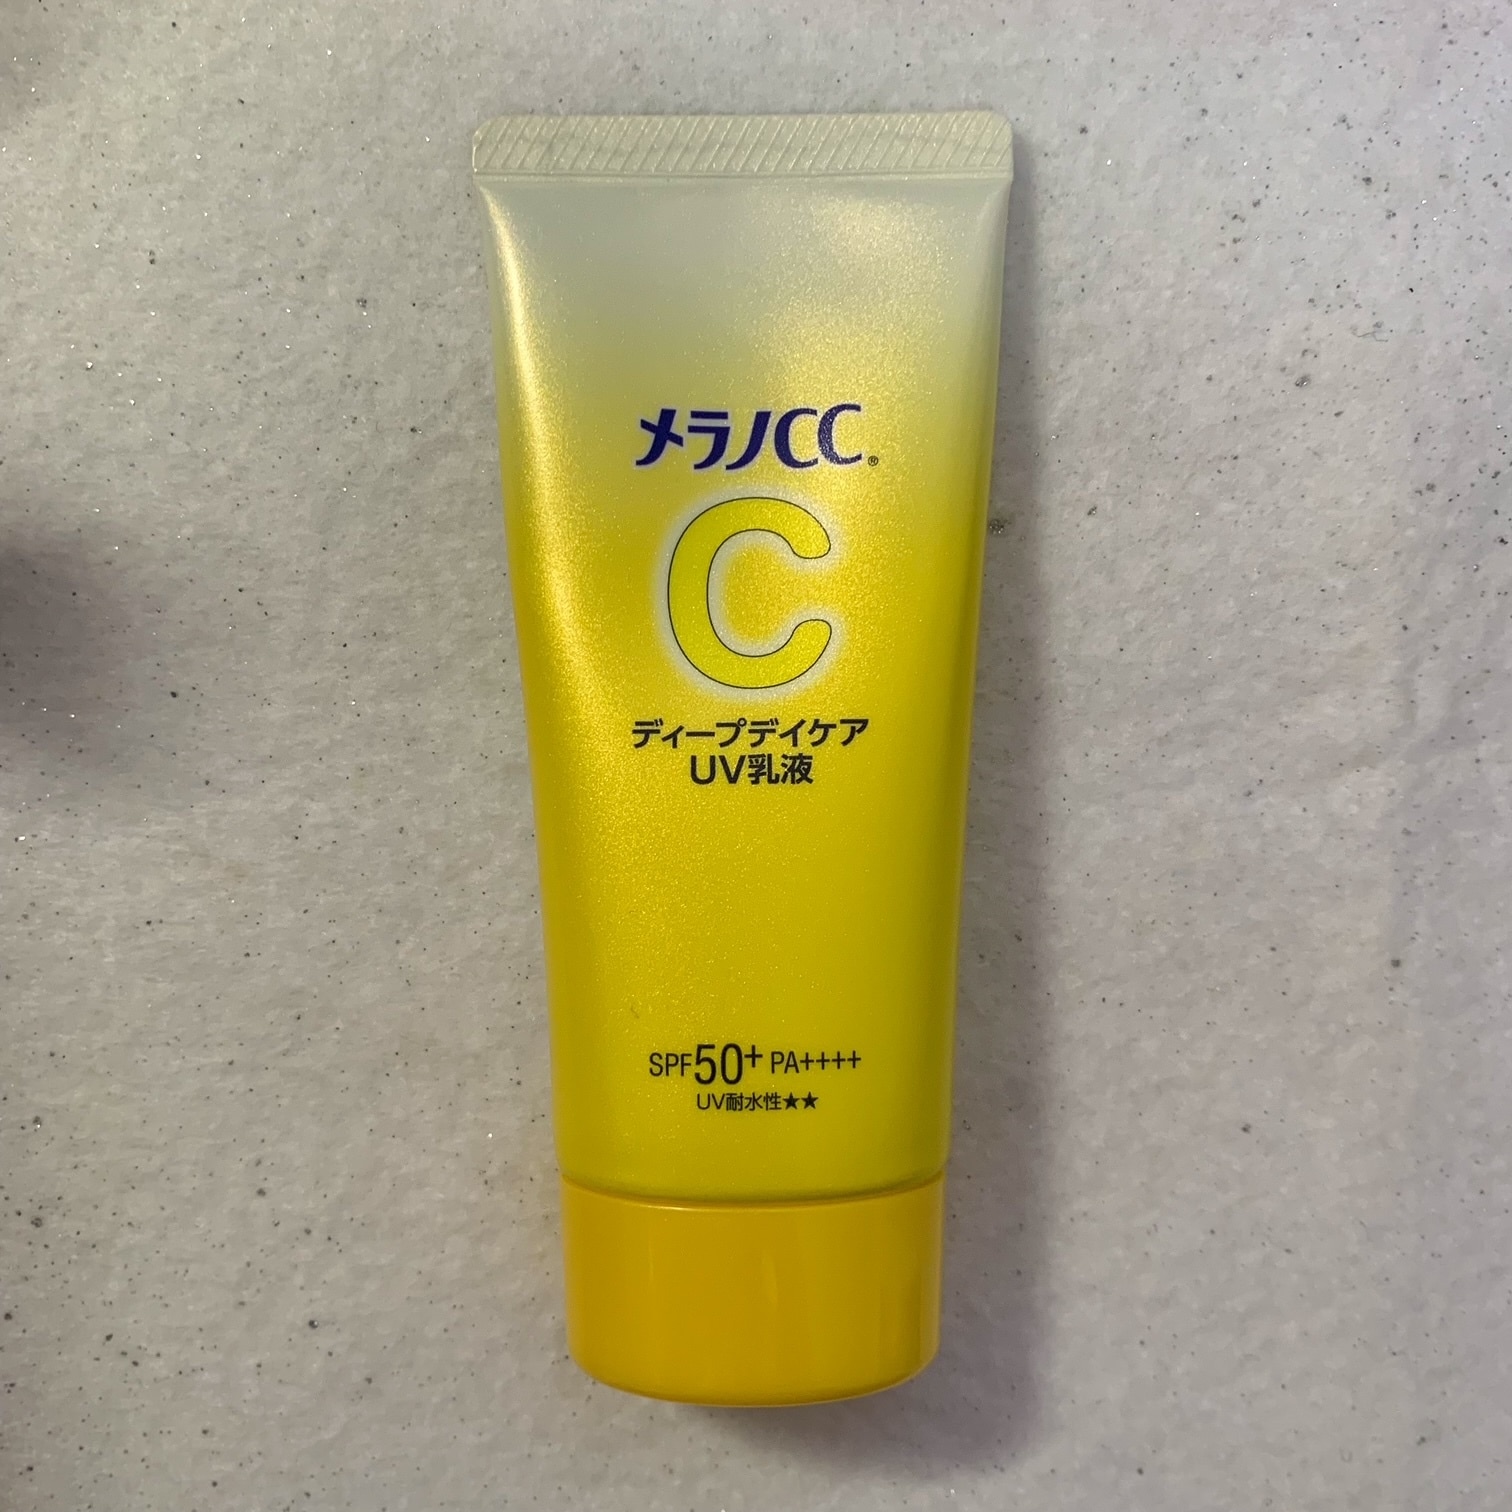 メラノCC®
C
ディープデイケア
UV乳液
SPF50+ PA++++
UV耐水性★★